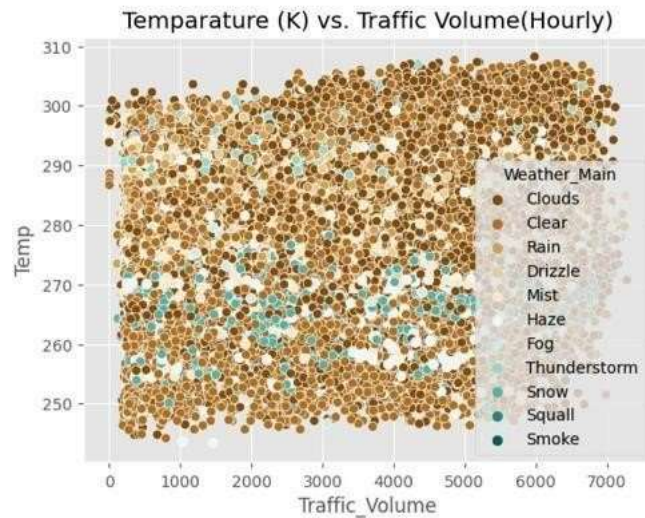 Temparature (K) vs. Traffic Volume(Hourly)
310
300
290
280
270
260
250
Temp
Weather_Main
Clouds
Clear
Rain
Drizzle
Mist
Haze
Fog
Thunderstorm
Snow
Squall
Smoke
0 1000 2000 3000 4000 5000 6000 7000
Traffic_Volume